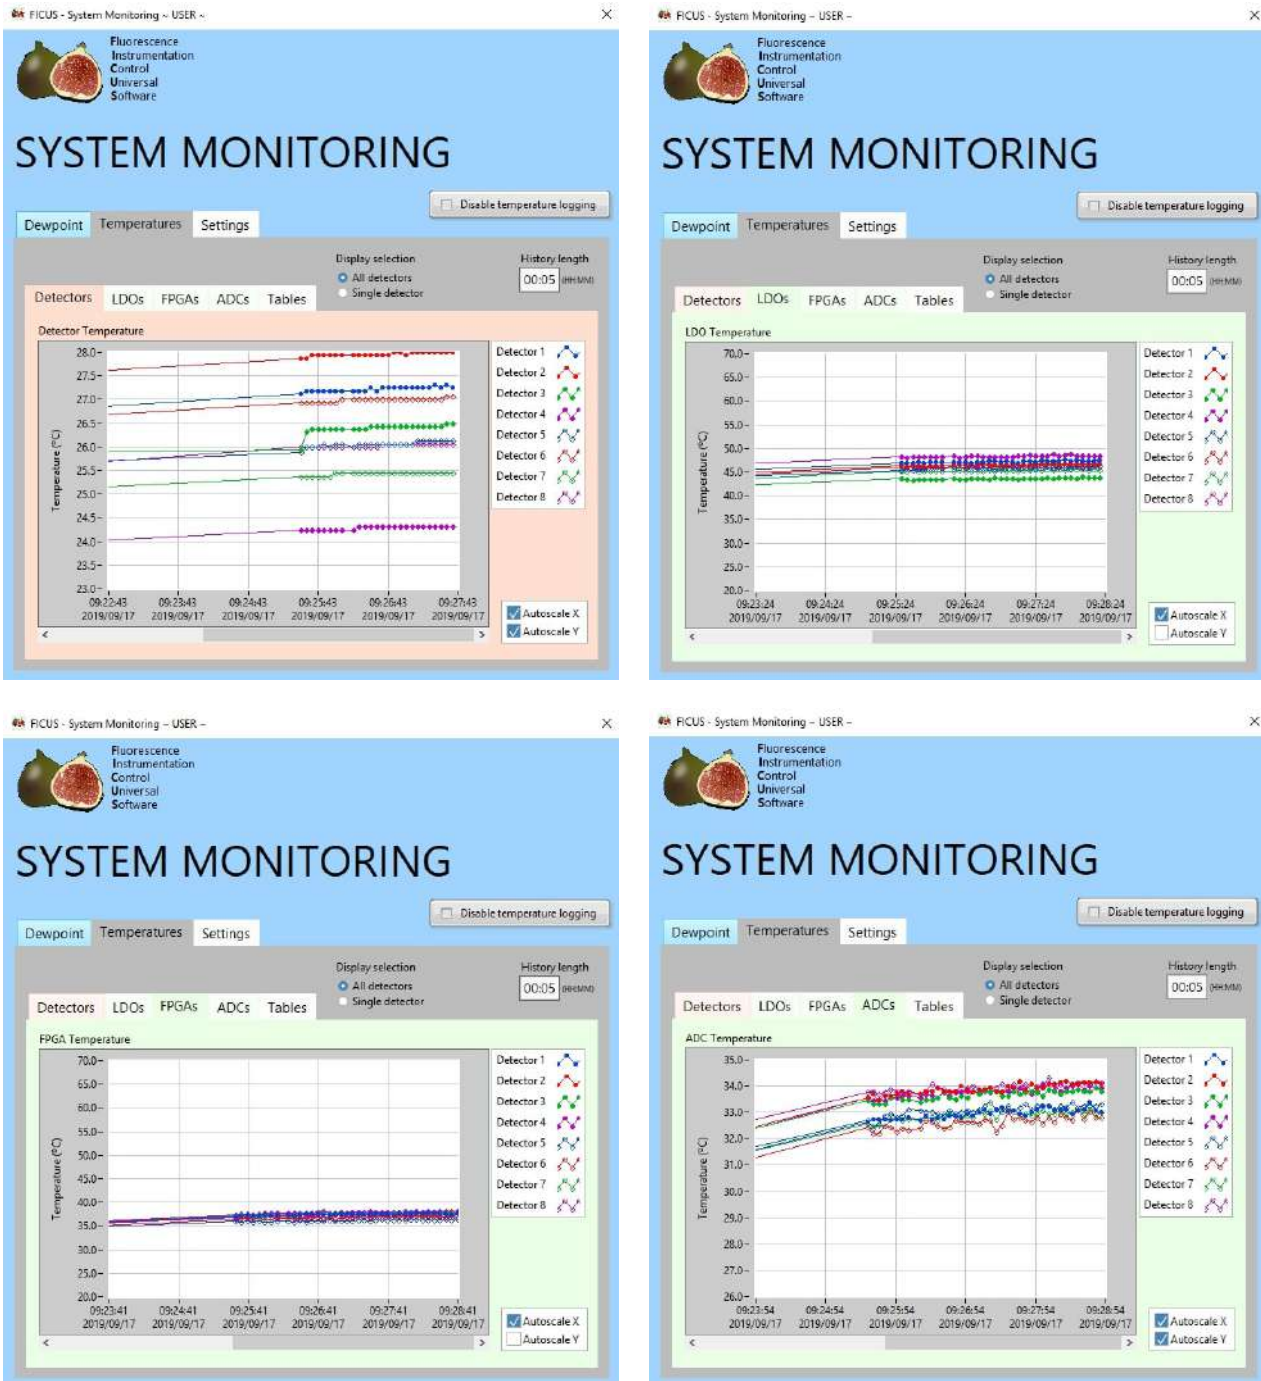 FICUS - System Monitoring ~ USER ~
Fluorescence
Instrumentation
Control
Universal
Software
SYSTEM MONITORING
Disable temperature logging
Dewpoint Temperatures Settings
Display selection
All detectors
Single detector
History length
00:05 (HH:MM)
Detectors LDOs FPGAs ADCs Tables
Detector Temperature
Temperature (ºC)
28.0
27.5
27.0
26.5
26.0
25.5
25.0
24.5
24.0
23.5
23.0
09:22:43 09:23:43 09:24:43 09:25:43 09:26:43 09:27:43
2019/09/17 2019/09/17 2019/09/17 2019/09/17 2019/09/17 2019/09/17
Detector 1
Detector 2
Detector 3
Detector 4
Detector 5
Detector 6
Detector 7
Detector 8
Autoscale X
Autoscale Y
FICUS - System Monitoring ~ USER ~
Fluorescence
Instrumentation
Control
Universal
Software
SYSTEM MONITORING
Disable temperature logging
Dewpoint Temperatures Settings
Display selection
All detectors
Single detector
History length
00:05 (HH:MM)
Detectors LDOs FPGAs ADCs Tables
LDO Temperature
Temperature (ºC)
70.0
65.0
60.0
55.0
50.0
45.0
40.0
35.0
30.0
25.0
20.0
09:23:24 09:24:24 09:25:24 09:26:24 09:27:24 09:28:24
2019/09/17 2019/09/17 2019/09/17 2019/09/17 2019/09/17 2019/09/17
Detector 1
Detector 2
Detector 3
Detector 4
Detector 5
Detector 6
Detector 7
Detector 8
Autoscale X
Autoscale Y
FICUS - System Monitoring ~ USER ~
Fluorescence
Instrumentation
Control
Universal
Software
SYSTEM MONITORING
Disable temperature logging
Dewpoint Temperatures Settings
Display selection
All detectors
Single detector
History length
00:05 (HH:MM)
Detectors LDOs FPGAs ADCs Tables
FPGA Temperature
Temperature (ºC)
70.0
65.0
60.0
55.0
50.0
45.0
40.0
35.0
30.0
25.0
20.0
09:23:41 09:24:41 09:25:41 09:26:41 09:27:41 09:28:41
2019/09/17 2019/09/17 2019/09/17 2019/09/17 2019/09/17 2019/09/17
Detector 1
Detector 2
Detector 3
Detector 4
Detector 5
Detector 6
Detector 7
Detector 8
Autoscale X
Autoscale Y
FICUS - System Monitoring ~ USER ~
Fluorescence
Instrumentation
Control
Universal
Software
SYSTEM MONITORING
Disable temperature logging
Dewpoint Temperatures Settings
Display selection
All detectors
Single detector
History length
00:05 (HH:MM)
Detectors LDOs FPGAs ADCs Tables
ADC Temperature
Temperature (ºC)
35.0
34.0
33.0
32.0
31.0
30.0
29.0
28.0
27.0
26.0
09:23:54 09:24:54 09:25:54 09:26:54 09:27:54 09:28:54
2019/09/17 2019/09/17 2019/09/17 2019/09/17 2019/09/17 2019/09/17
Detector 1
Detector 2
Detector 3
Detector 4
Detector 5
Detector 6
Detector 7
Detector 8
Autoscale X
Autoscale Y